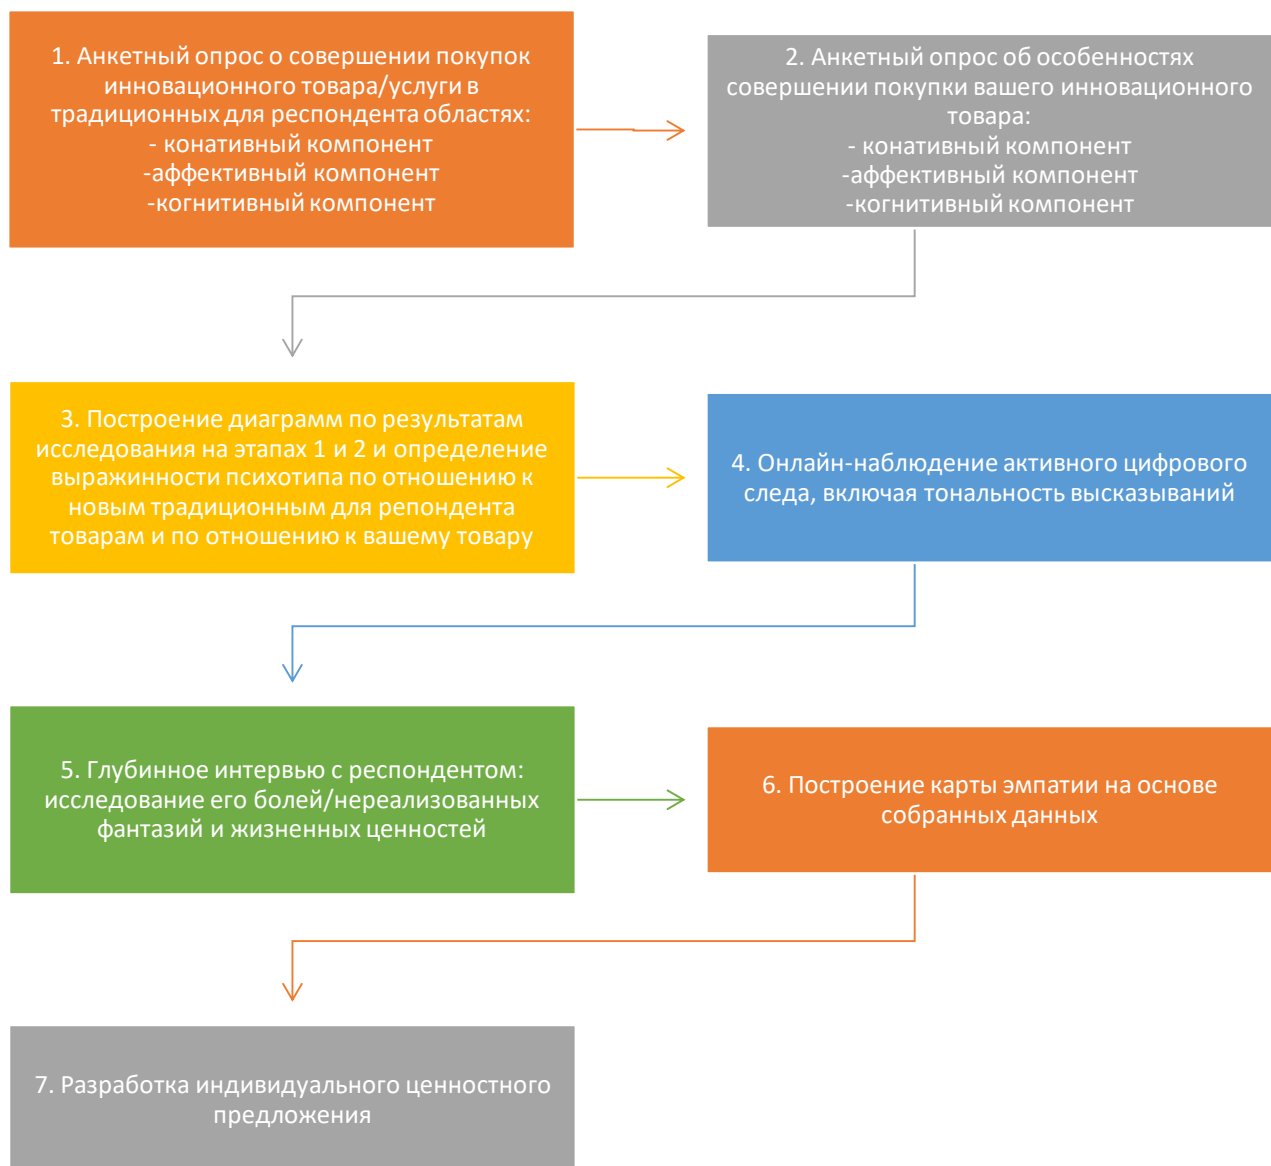 1. Анкетный опрос о совершении покупок
инновационного товара/услуги в
традиционных для респондента областях:
- конативный компонент
-аффективный компонент
-когнитивный компонент
2. Анкетный опрос об особенностях
совершении покупки вашего инновационного
товара:
- конативный компонент
-аффективный компонент
-когнитивный компонент
3. Построение диаграмм по результатам
исследования на этапах 1 и 2 и определение
выражинности психотипа по отношению к
новым традиционным для репондента
товарам и по отношению к вашему товару
4. Онлайн-наблюдение активного цифрового
следа, включая тональность высказываний
5. Глубинное интервью с респондентом:
исследование его болей/нереализованных
фантазий и жизненных ценностей
6. Построение карты эмпатии на основе
собранных данных
7. Разработка индивидуального ценностного
предложения